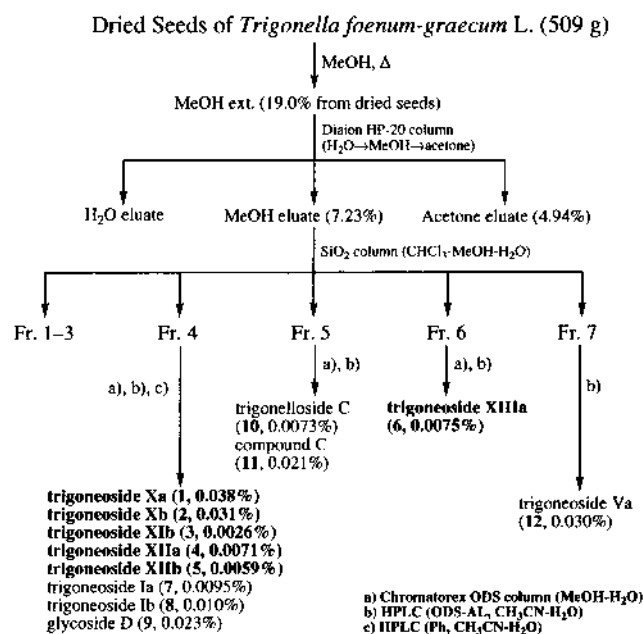 Dried Seeds of Trigonella foenum-graecum L. (509 g)
MeOH, Δ
MeOH ext. (19.0% from dried seeds)
Diaion HP-20 column
(H₂O→MeOH→acetone)
H₂O eluate
MeOH eluate (7.23%)
Acetone eluate (4.94%)
SiO₂ column (CHCl₃-MeOH-H₂O)
Fr. 1–3
Fr. 4
Fr. 5
Fr. 6
Fr. 7
a), b), c)
a), b)
a), b)
b)
trigonelloside C
(10, 0.0073%)
compound C
(11, 0.021%)
trigoneoside XIIIa
(6, 0.0075%)
trigoneoside Va
(12, 0.030%)
trigoneoside Xa (1, 0.038%)
trigoneoside Xb (2, 0.031%)
trigoneoside XIb (3, 0.0026%)
trigoneoside XIIa (4, 0.0071%)
trigoneoside XIIb (5, 0.0059%)
trigoneoside Ia (7, 0.0095%)
trigoneoside Ib (8, 0.010%)
glycoside D (9, 0.023%)
a) Chromatorex ODS column (MeOH-H₂O)
b) HPLC (ODS-AL, CH₃CN-H₂O)
c) HPLC (Ph, CH₃CN-H₂O)